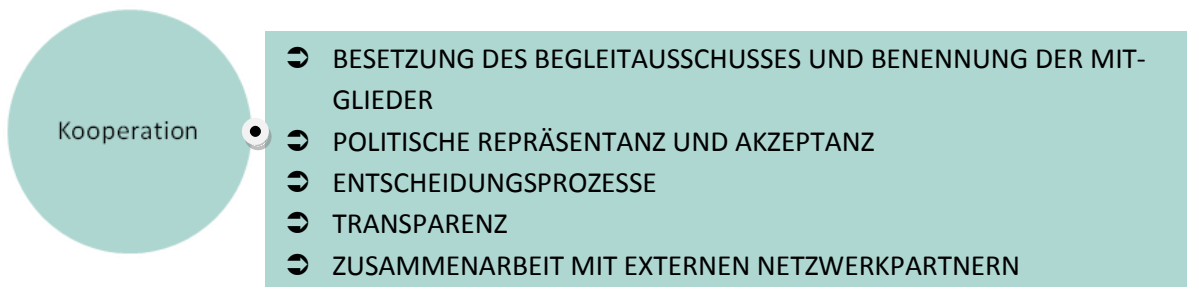 Kooperation
➲ BESETZUNG DES BEGLEITAUSSCHUSSES UND BENENNUNG DER MIT-
GLIEDER
➲ POLITISCHE REPRÄSENTANZ UND AKZEPTANZ
➲ ENTSCHEIDUNGSPROZESSE
➲ TRANSPARENZ
➲ ZUSAMMENARBEIT MIT EXTERNEN NETZWERKPARTNERN